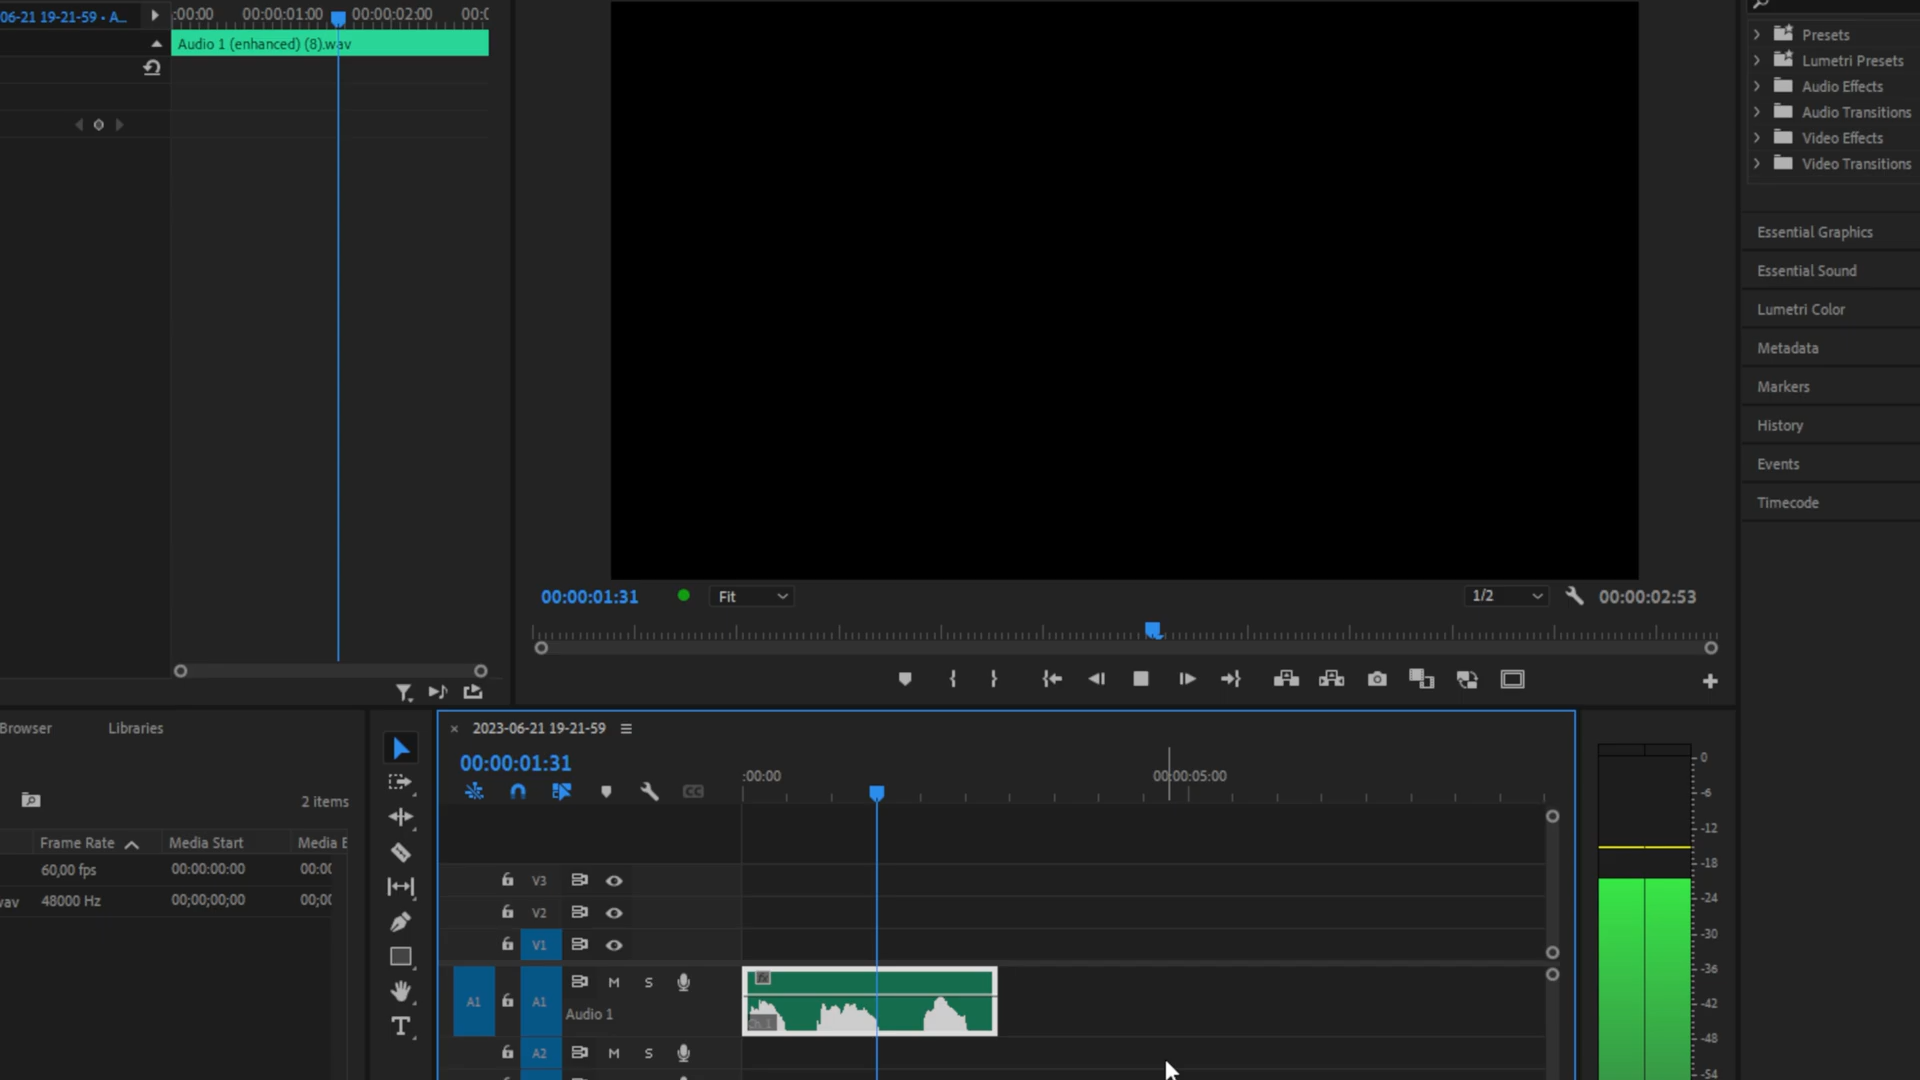 06-21 19-21-59 • A...
:00:00 00:00:01:00 00:00:02:00 00:0
Audio 1 (enhanced) (8).wav
Presets
Lumetri Presets
Audio Effects
Audio Transitions
Video Effects
Video Transitions
Essential Graphics
Essential Sound
Lumetri Color
Metadata
Markers
History
Events
Timecode
00:00:01:31 Fit 1/2 00:00:02:53
Browser Libraries
2 items
Frame Rate Media Start Media E
60,00 fps 00:00:00:00 00:00
wav 48000 Hz 00;00;00;00 00;00
2023-06-21 19-21-59
00:00:01:31
:00:00 00:00:05:00
CC
V3
V2
V1
A1 A1 M S
Audio 1
fx
Ch. 1
A2 M S
0
-6
-12
-18
-24
-30
-36
-42
-48
-54